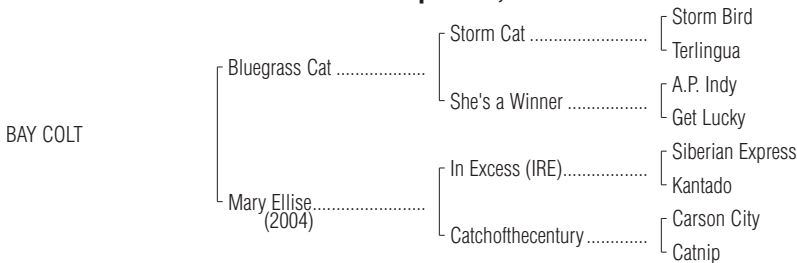 Storm Bird
Storm Cat ......................
Terlingua
Bluegrass Cat ...................
A.P. Indy
She's a Winner ...............
Get Lucky
BAY COLT
Siberian Express
In Excess (IRE)................
Kantado
Mary Ellise........................
(2004)
Carson City
Catchofthecentury ............
Catnip